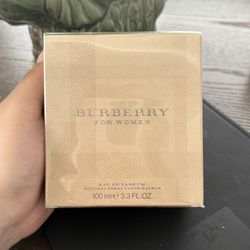 BURBERRY
FOR WOMEN
EAU DE PARFUM
NATURAL SPRAY VAPORISATEUR
100 ml e 3.3 FL.OZ.